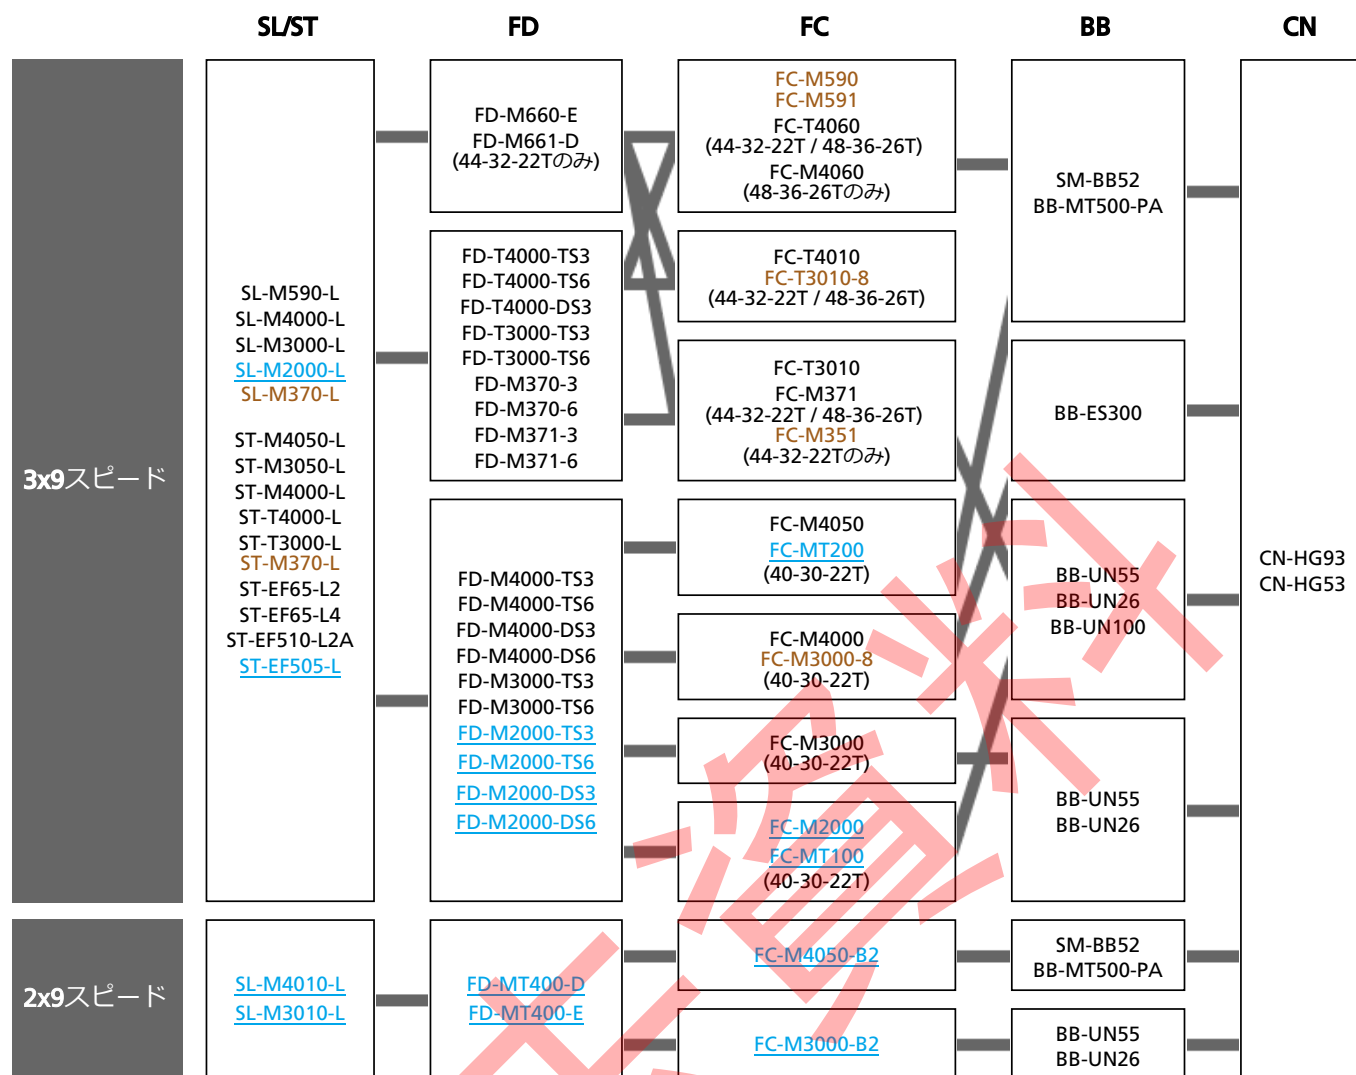 SL/ST
FD
FC
BB
CN
3x9スピード
SL-M590-L
SL-M4000-L
SL-M3000-L
SL-M2000-L
SL-M370-L
ST-M4050-L
ST-M3050-L
ST-M4000-L
ST-T4000-L
ST-T3000-L
ST-M370-L
ST-EF65-L2
ST-EF65-L4
ST-EF510-L2A
ST-EF505-L
FD-M660-E
FD-M661-D
(44-32-22Tのみ)
FD-T4000-TS3
FD-T4000-TS6
FD-T4000-DS3
FD-T3000-TS3
FD-T3000-TS6
FD-M370-3
FD-M370-6
FD-M371-3
FD-M371-6
FD-M4000-TS3
FD-M4000-TS6
FD-M4000-DS3
FD-M4000-DS6
FD-M3000-TS3
FD-M3000-TS6
FD-M2000-TS3
FD-M2000-TS6
FD-M2000-DS3
FD-M2000-DS6
FC-M590
FC-M591
FC-T4060
(44-32-22T / 48-36-26T)
FC-M4060
(48-36-26Tのみ)
FC-T4010
FC-T3010-8
(44-32-22T / 48-36-26T)
FC-T3010
FC-M371
(44-32-22T / 48-36-26T)
FC-M351
(44-32-22Tのみ)
FC-M4050
FC-MT200
(40-30-22T)
FC-M4000
FC-M3000-8
(40-30-22T)
FC-M3000
(40-30-22T)
FC-M2000
FC-MT100
(40-30-22T)
SM-BB52
BB-MT500-PA
BB-ES300
BB-UN55
BB-UN26
BB-UN100
BB-UN55
BB-UN26
CN-HG93
CN-HG53
2x9スピード
SL-M4010-L
SL-M3010-L
FD-MT400-D
FD-MT400-E
FC-M4050-B2
FC-M3000-B2
SM-BB52
BB-MT500-PA
BB-UN55
BB-UN26
資料